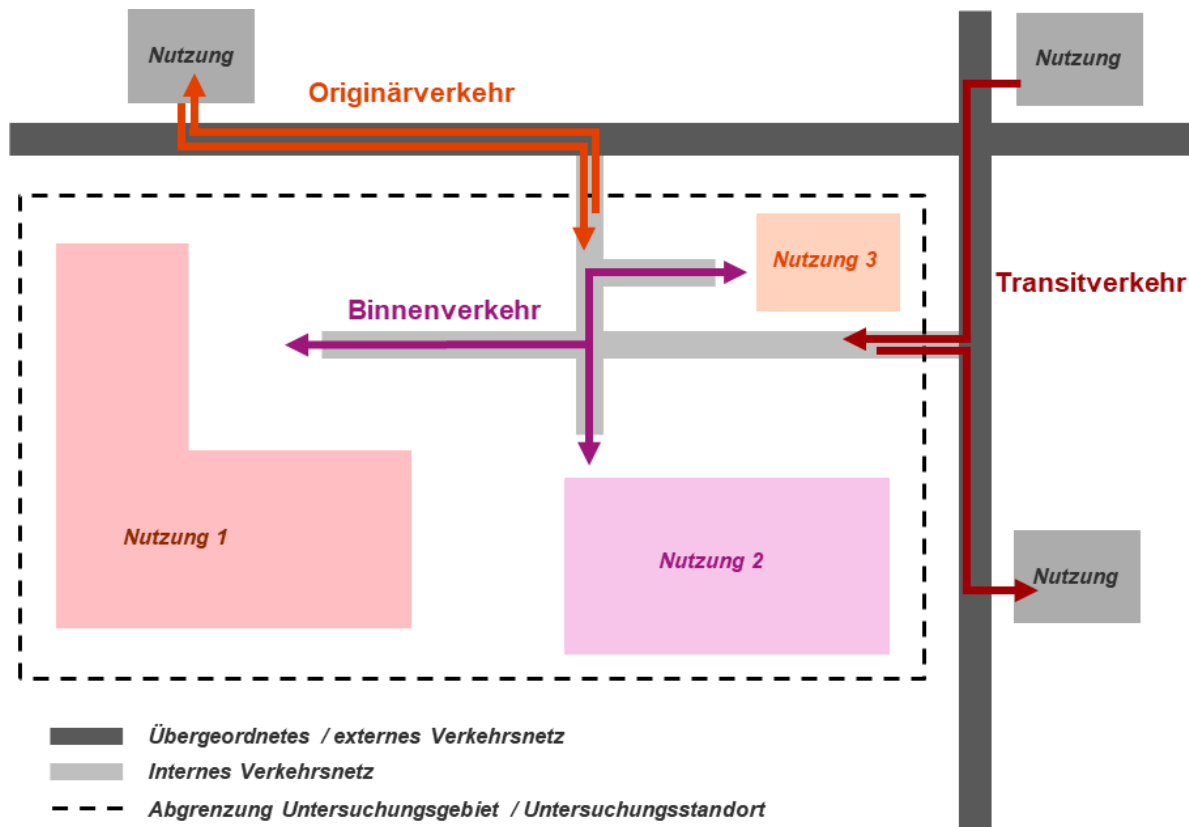 Nutzung
Nutzung
Originärverkehr
Nutzung 3
Transitverkehr
Binnenverkehr
Nutzung 1
Nutzung 2
Nutzung
Übergeordnetes / externes Verkehrsnetz
Internes Verkehrsnetz
Abgrenzung Untersuchungsgebiet / Untersuchungsstandort